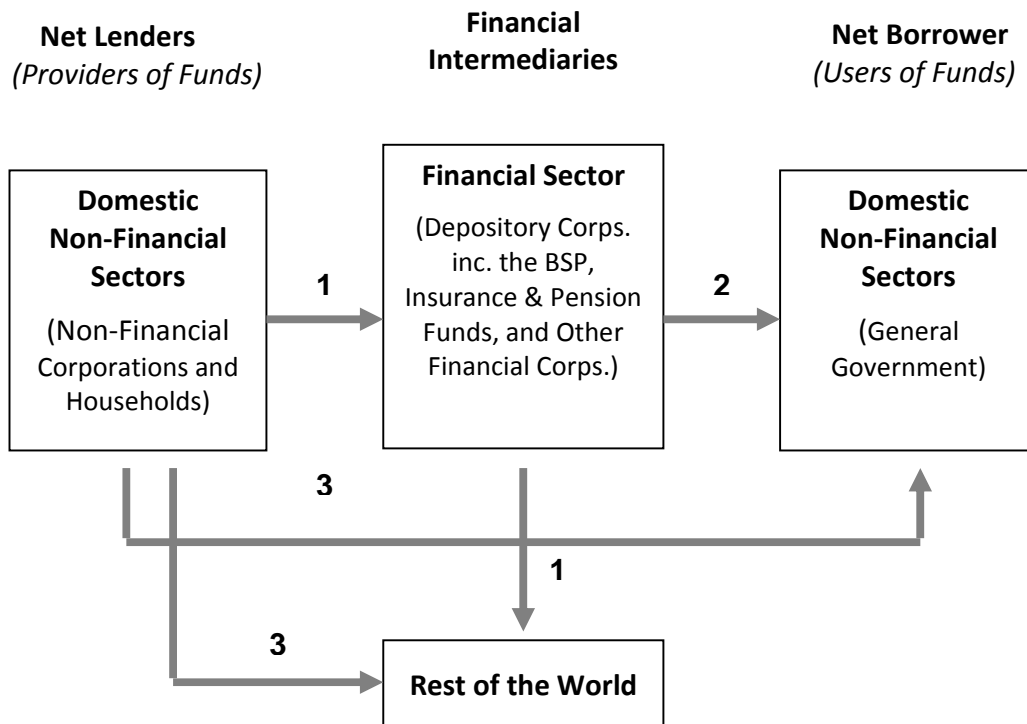 Net Lenders
(Providers of Funds)
Financial
Intermediaries
Net Borrower
(Users of Funds)
Domestic
Non-Financial
Sectors
(Non-Financial
Corporations and
Households)
1
Financial Sector
(Depository Corps.
inc. the BSP,
Insurance & Pension
Funds, and Other
Financial Corps.)
2
Domestic
Non-Financial
Sectors
(General
Government)
3
1
3
Rest of the World